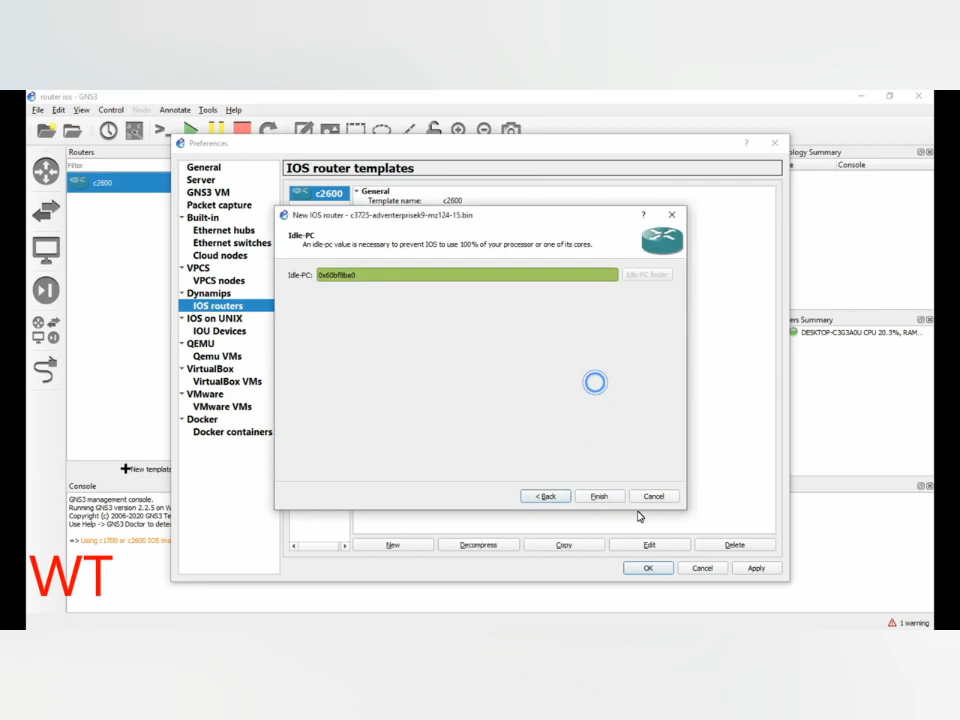 router ios - GNS3
File Edit View Control Node Annotate Tools Help
Routers
Filter
c2600
New template
Console
GNS3 management console.
Running GNS3 version 2.2.5 on W
Copyright (c) 2006-2020 GNS3 Te
Use Help -> GNS3 Doctor to dete
=> Using c1700 or c2600 IOS ima
WT
Preferences
General
Server
GNS3 VM
Packet capture
Built-in
Ethernet hubs
Ethernet switches
Cloud nodes
VPCS
VPCS nodes
Dynamips
IOS routers
IOS on UNIX
IOU Devices
QEMU
Qemu VMs
VirtualBox
VirtualBox VMs
VMware
VMware VMs
Docker
Docker containers
IOS router templates
c2600
General
Template name: c2600
New IOS router - c3725-adventerprisek9-mz124-15.bin
Idle-PC
An idle-pc value is necessary to prevent IOS to use 100% of your processor or one of its cores.
Idle-PC: 0x60bf8ba0 Idle-PC finder
< Back Finish Cancel
New Decompress Copy Edit Delete
OK Cancel Apply
ology Summary
e Console
ers Summary
DESKTOP-C3G3A0U CPU 20.3%, RAM...
1 warning